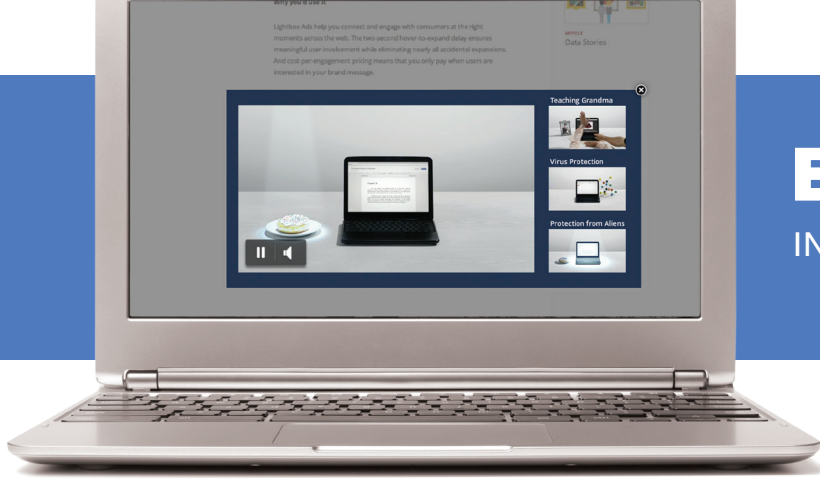 Why you'd use it
Lightbox Ads help you connect and engage with consumers at the right
moments across the web. The two-second hover-to-expand delay ensures
meaningful user involvement while eliminating nearly all accidental expansions.
And cost-per-engagement pricing means that you only pay when users are
interested in your brand message.
ARTICLE
Data Stories
Teaching Grandma
Virus Protection
Protection from Aliens
E
IN